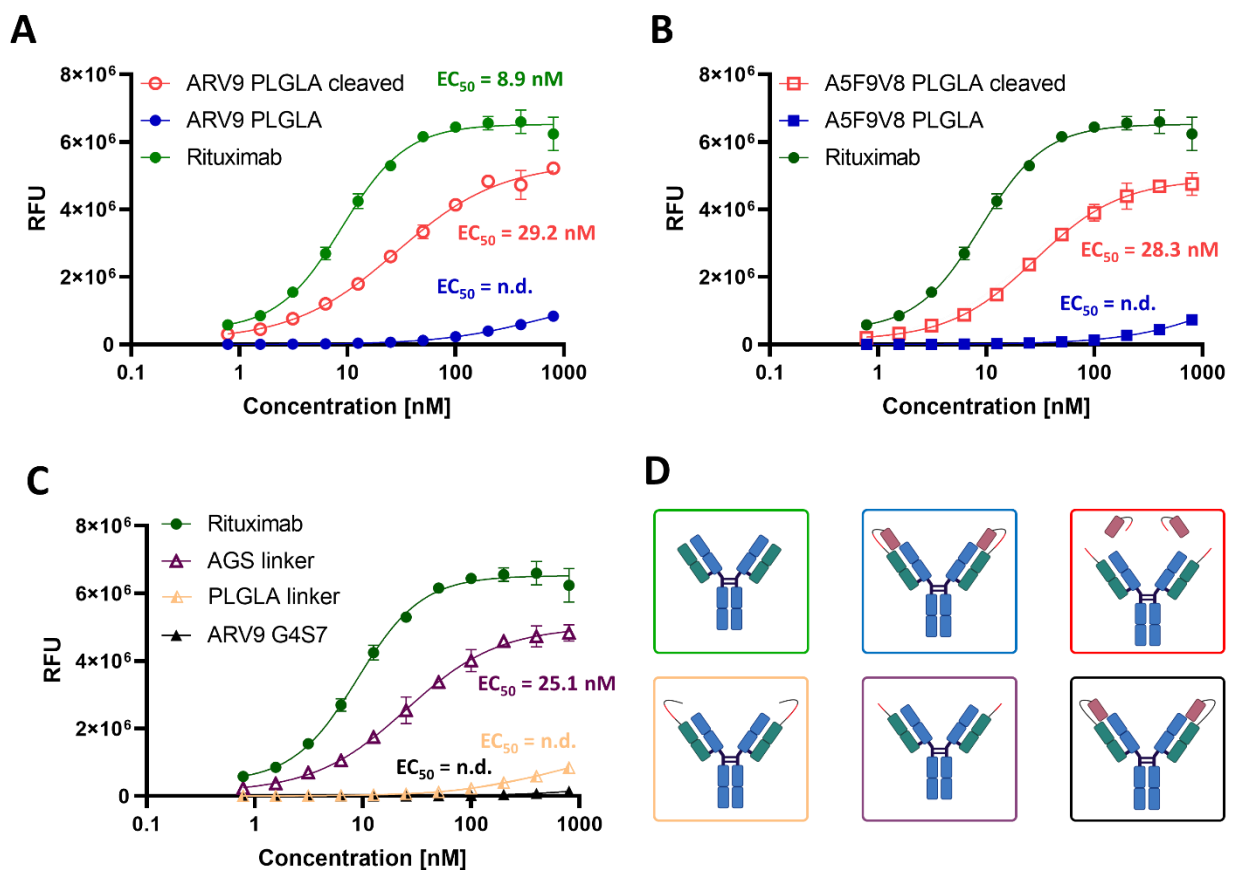 A
8×10⁶
6×10⁶
4×10⁶
2×10⁶
0
RFU
ARV9 PLGLA cleaved
ARV9 PLGLA
Rituximab
EC₅₀ = 8.9 nM
EC₅₀ = 29.2 nM
EC₅₀ = n.d.
0.1
1
10
100
1000
Concentration [nM]
B
8×10⁶
6×10⁶
4×10⁶
2×10⁶
0
RFU
A5F9V8 PLGLA cleaved
A5F9V8 PLGLA
Rituximab
EC₅₀ = 28.3 nM
EC₅₀ = n.d.
0.1
1
10
100
1000
Concentration [nM]
C
8×10⁶
6×10⁶
4×10⁶
2×10⁶
0
RFU
Rituximab
AGS linker
PLGLA linker
ARV9 G4S7
EC₅₀ = 25.1 nM
EC₅₀ = n.d.
EC₅₀ = n.d.
0.1
1
10
100
1000
Concentration [nM]
D